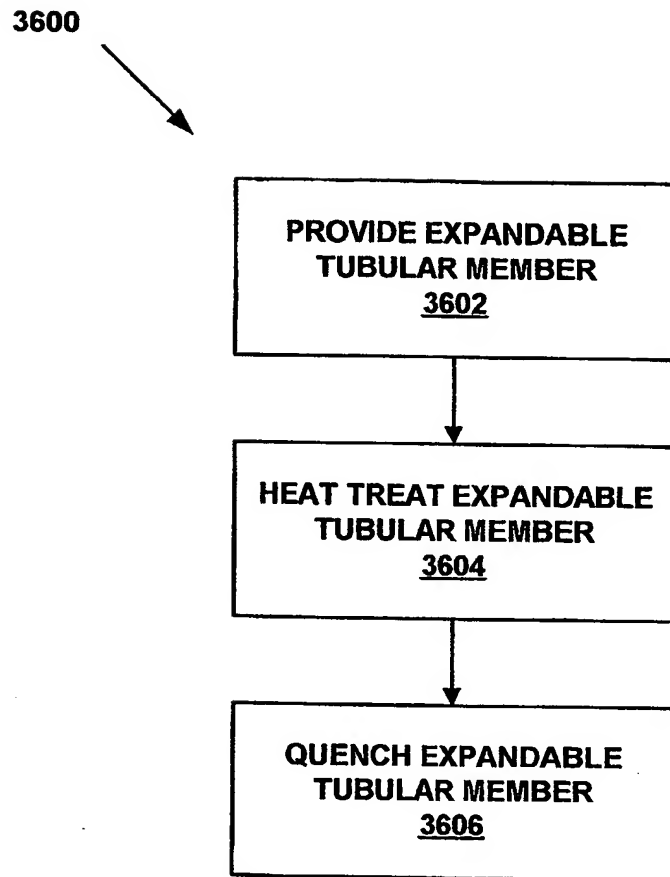 3600
PROVIDE EXPANDABLE
TUBULAR MEMBER
3602
HEAT TREAT EXPANDABLE
TUBULAR MEMBER
3604
QUENCH EXPANDABLE
TUBULAR MEMBER
3606